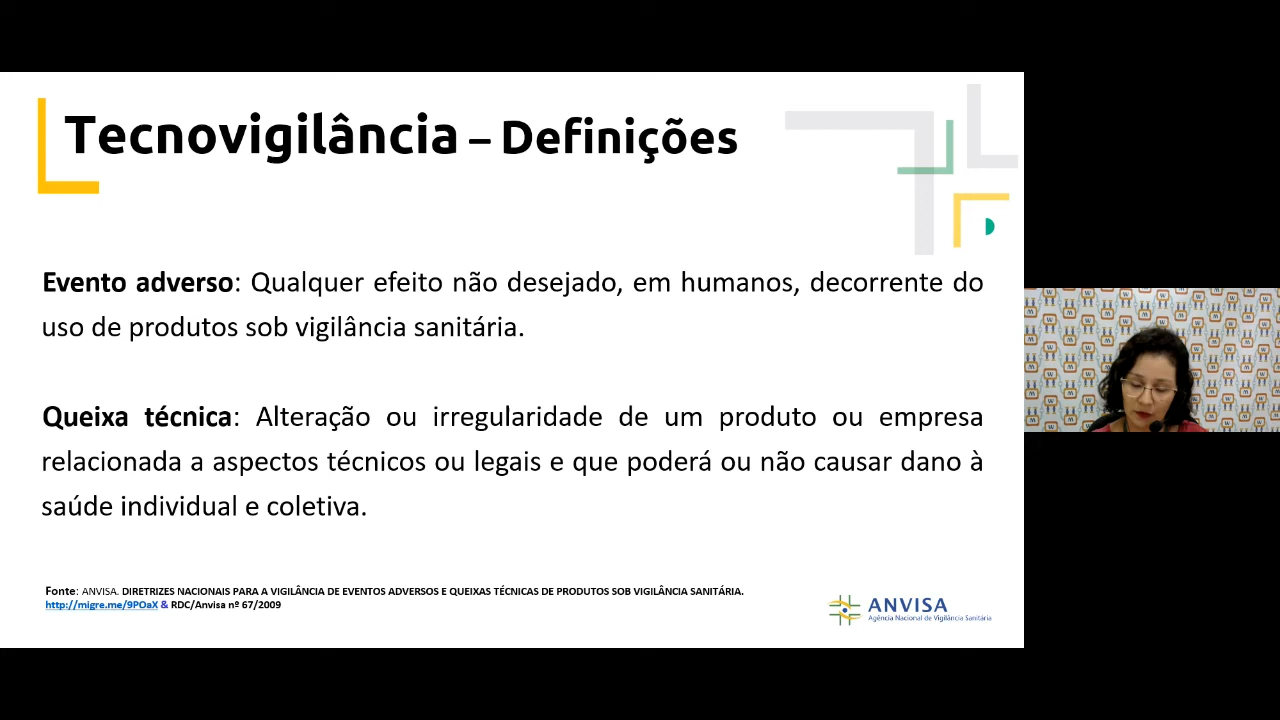 Tecnovigilância – Definições
Evento adverso: Qualquer efeito não desejado, em humanos, decorrente do
uso de produtos sob vigilância sanitária.
Queixa técnica: Alteração ou irregularidade de um produto ou empresa
relacionada a aspectos técnicos ou legais e que poderá ou não causar dano à
saúde individual e coletiva.
Fonte: ANVISA. DIRETRIZES NACIONAIS PARA A VIGILÂNCIA DE EVENTOS ADVERSOS E QUEIXAS TÉCNICAS DE PRODUTOS SOB VIGILÂNCIA SANITÁRIA.
http://migre.me/9POaX & RDC/Anvisa nº 67/2009
ANVISA
Agência Nacional de Vigilância Sanitária